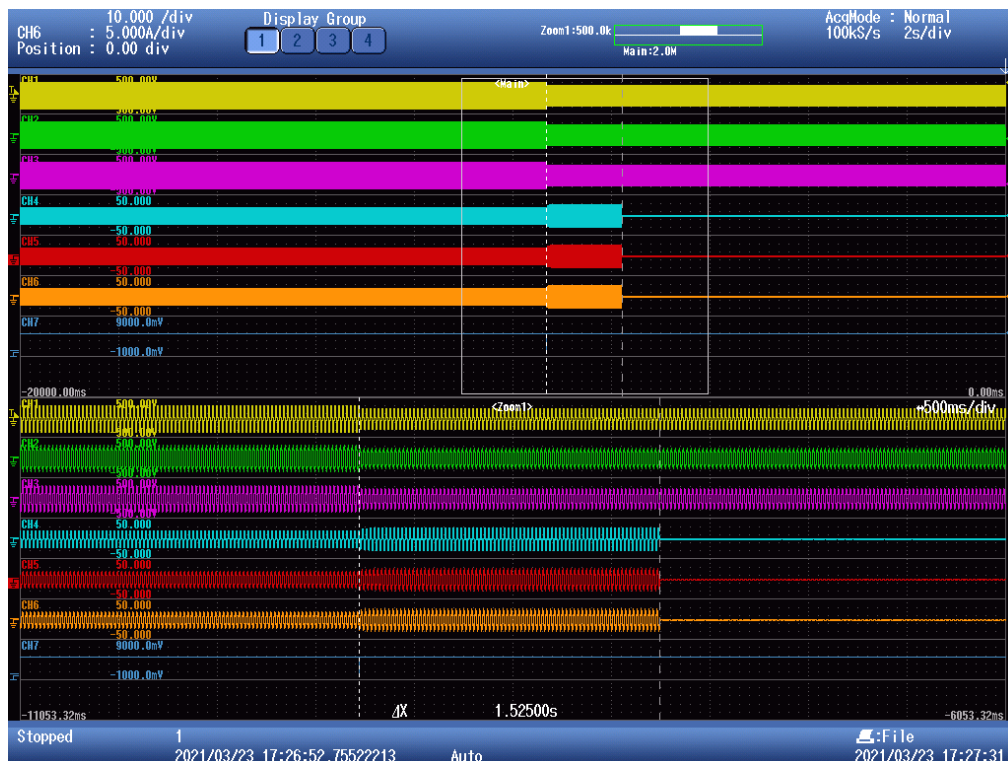 10.000 /div
CH6 : 5.000A/div
Position : 0.00 div
Display Group
1 2 3 4
Zoom1:500.0k
Main:2.0M
AcqMode : Normal
100kS/s 2s/div
CH1 500.00V
<Main>
CH2 500.00V
-500.00V
CH4 50.000
-50.000
CH5 50.000
-50.000
CH6 50.000
-50.000
CH7 9000.0mV
-1000.0mV
-20000.00ms 0.00ms
CH1 500.00V
<Zoom1>
500ms/div
CH2 500.00V
-500.00V
CH3 500.00V
-500.00V
CH4 50.000
-50.000
CH5 50.000
-50.000
CH6 50.000
-50.000
CH7 9000.0mV
-1000.0mV
ΔX 1.52500s
-11053.32ms -6053.32ms
Stopped 1
2021/03/23 17:26:52.75522213 Auto
:File
2021/03/23 17:27:31